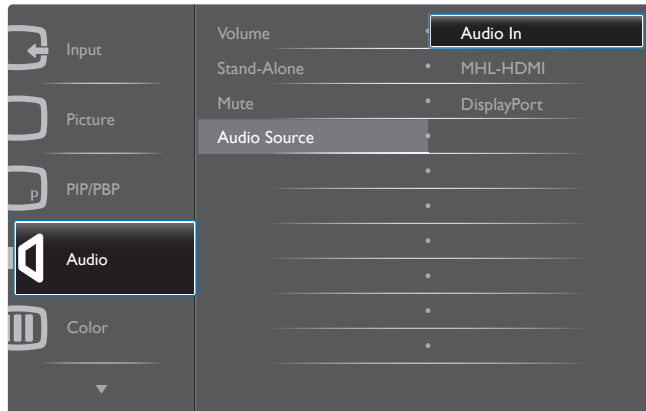 Input
Picture
P
PIP/PBP
Audio
Color
Volume
Stand-Alone
Mute
Audio Source
Audio In
MHL-HDMI
DisplayPort